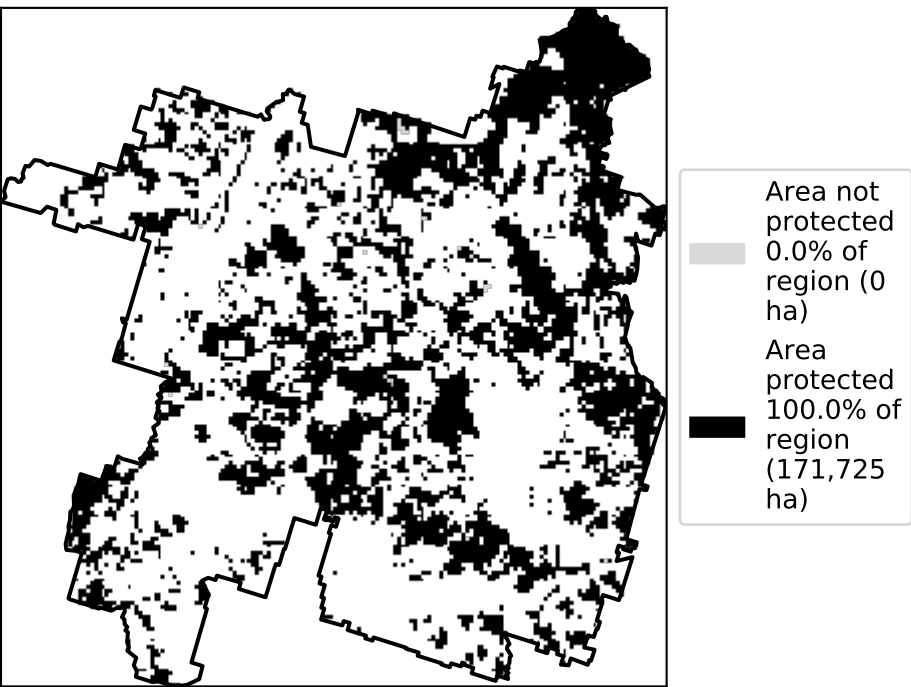 Area not
protected
0.0% of
region (0
ha)
Area
protected
100.0% of
region
(171,725
ha)